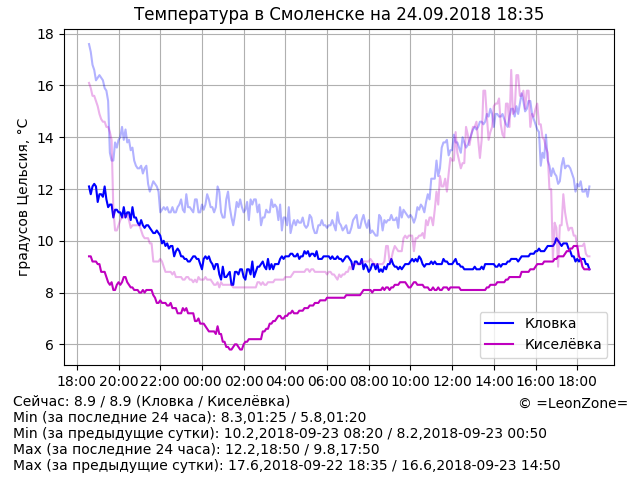 Температура в Смоленске на 24.09.2018 18:35
градусов Цельсия, °C
18
16
14
12
10
8
6
18:00 20:00 22:00 00:00 02:00 04:00 06:00 08:00 10:00 12:00 14:00 16:00 18:00
Кловка
Киселёвка
Сейчас: 8.9 / 8.9 (Кловка / Киселёвка)
© =LeonZone=
Min (за последние 24 часа): 8.3,01:25 / 5.8,01:20
Min (за предыдущие сутки): 10.2,2018-09-23 08:20 / 8.2,2018-09-23 00:50
Max (за последние 24 часа): 12.2,18:50 / 9.8,17:50
Max (за предыдущие сутки): 17.6,2018-09-22 18:35 / 16.6,2018-09-23 14:50